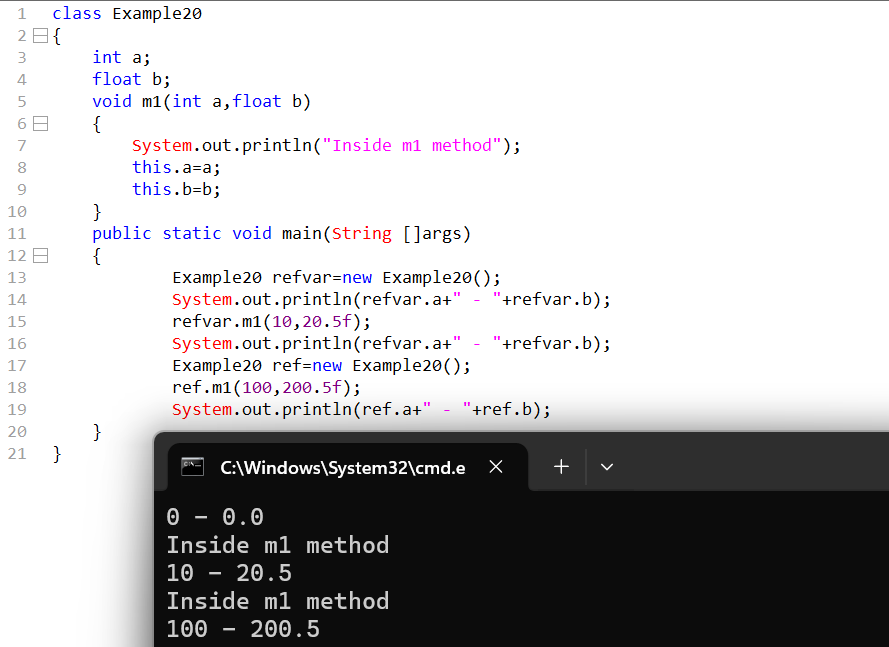 1 class Example20
2 {
3 int a;
4 float b;
5 void m1(int a,float b)
6 {
7 System.out.println("Inside m1 method");
8 this.a=a;
9 this.b=b;
10 }
11 public static void main(String []args)
12 {
13 Example20 refvar=new Example20();
14 System.out.println(refvar.a+" - "+refvar.b);
15 refvar.m1(10,20.5f);
16 System.out.println(refvar.a+" - "+refvar.b);
17 Example20 ref=new Example20();
18 ref.m1(100,200.5f);
19 System.out.println(ref.a+" - "+ref.b);
20 }
21 }
C:\Windows\System32\cmd.e
0 - 0.0
Inside m1 method
10 - 20.5
Inside m1 method
100 - 200.5